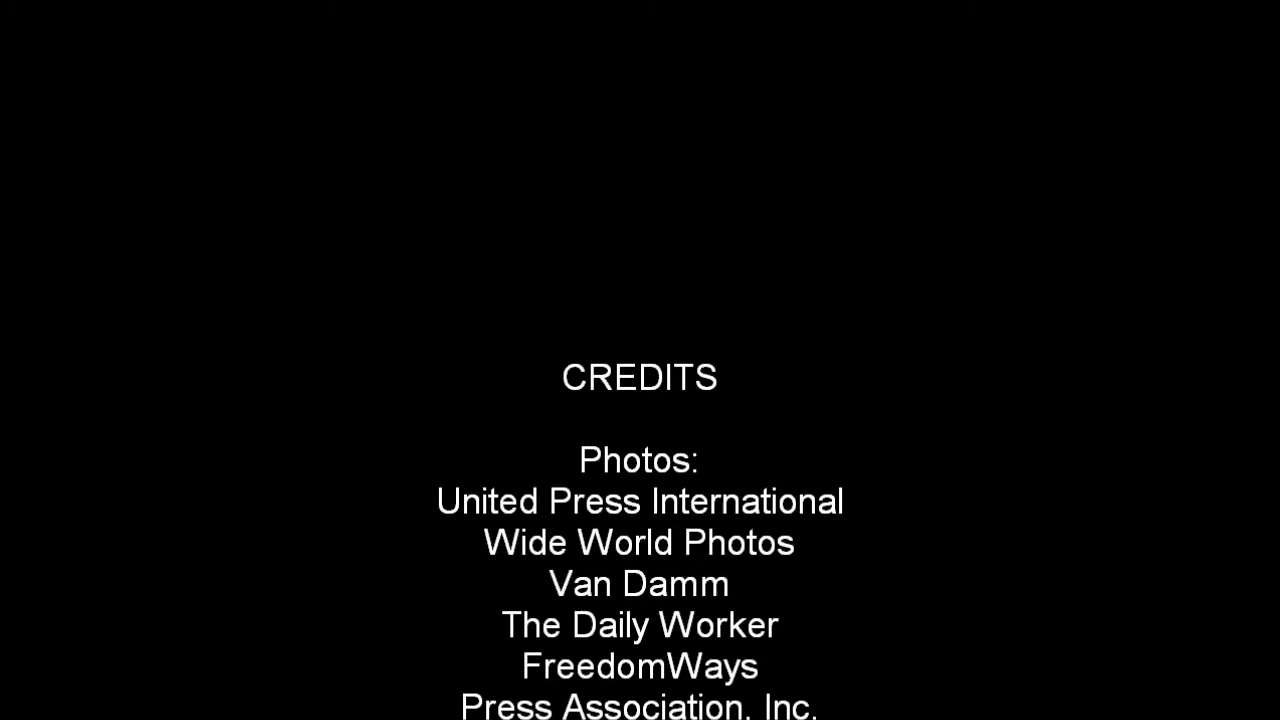 CREDITS
Photos:
United Press International
Wide World Photos
Van Damm
The Daily Worker
FreedomWays
Press Association, Inc.